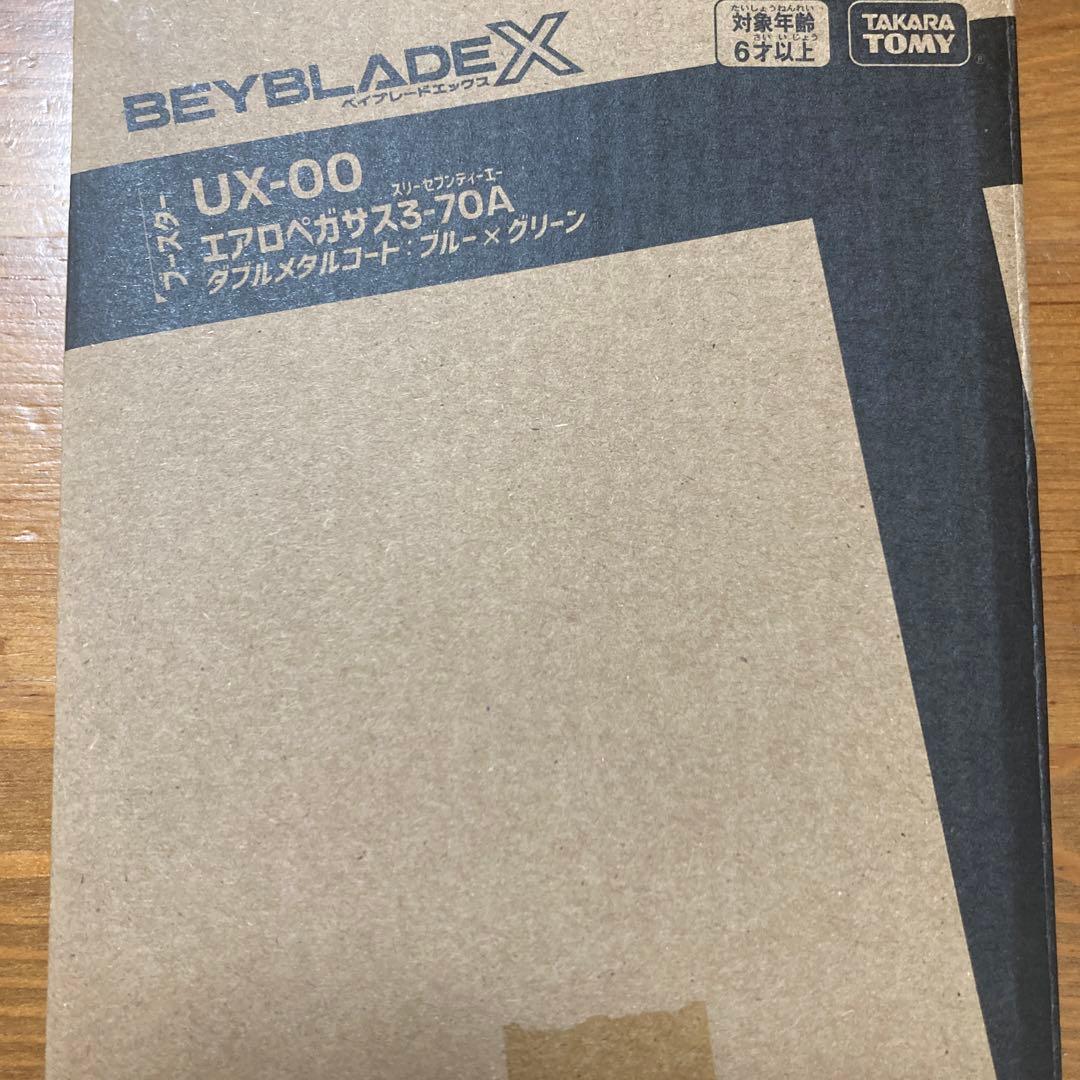 BEYBLADE X
ベイブレードエックス
たいしょうねんれい
対象年齢
さいいじょう
6才以上
TAKARA
TOMY
®
ブースター
UX-00
スリーセブンティーエー
エアロペガサス3-70A
ダブルメタルコート:ブルー×グリーン